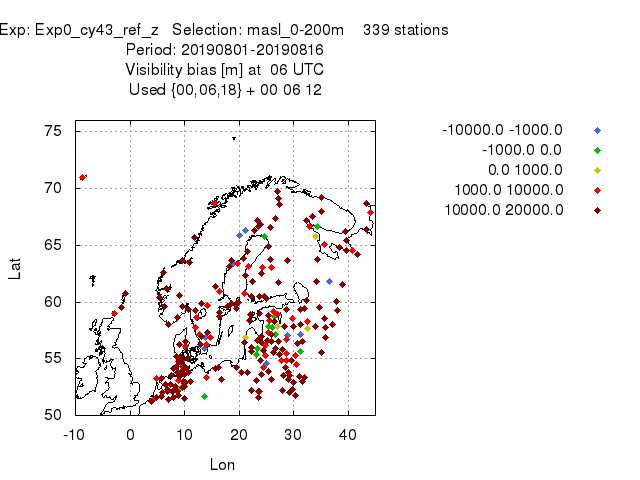 Exp: Exp0_cy43_ref_z   Selection: masl_0-200m    339 stations
Period: 20190801-20190816
Visibility bias [m] at  06 UTC
Used {00,06,18} + 00 06 12
-10000.0 -1000.0
-1000.0 0.0
0.0 1000.0
1000.0 10000.0
10000.0 20000.0
75
70
65
60
55
50
Lat
-10 0 10 20 30 40
Lon